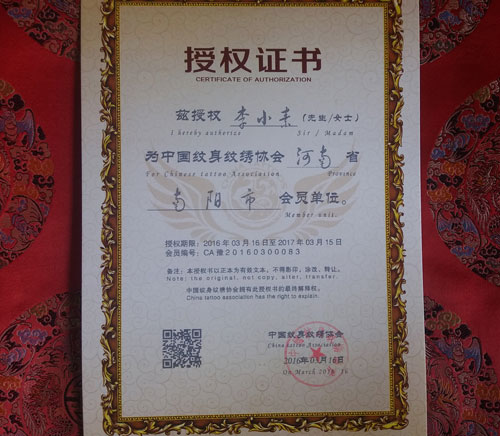 授权证书
CERTIFICATE OF AUTHORIZATION
兹授权 李小来 (先生/女士)
I hereby authorize Sir / Madam
为中国纹身纹绣协会 河南 省
For Chinese tattoo Association Province
南阳市 会员单位。
Member unit.
授权期限：2016年03月16日至2017年03月15日
会员编号：CA豫20160300083
备注：本授权书以正本为有效文本，不得影印，涂改，转让。
Note: the original, not copy, alter, transfer.
中国纹身纹绣协会拥有此授权书的最终解释权。
China tattoo association has the right to explain.
中国纹身纹绣协会
China tattoo Association
2016年03月16日
On March 2016 16